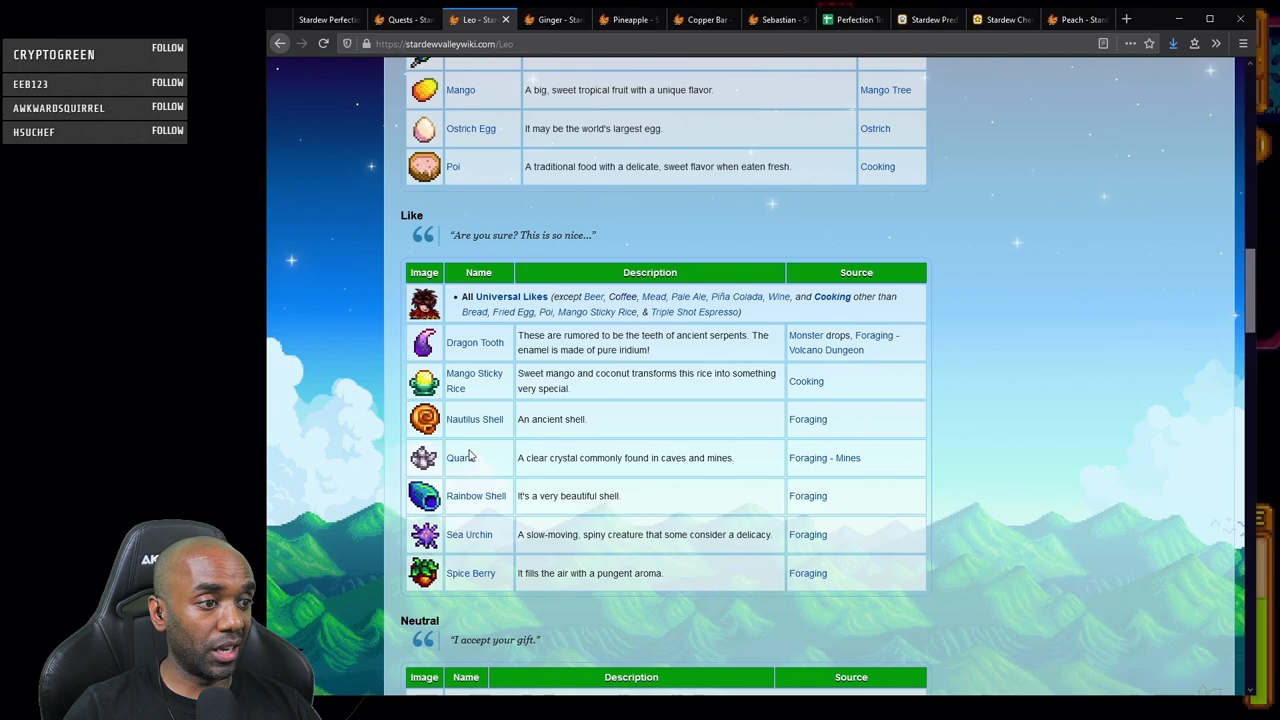 Stardew Perfectio
Quests - Stard
Leo - Stard
Ginger - Stard
Pineapple - S
Copper Bar -
Sebastian - S
Perfection Tr
Stardew Pred
Stardew Che
Peach - Stard
https://stardewvalleywiki.com/Leo
CRYPTOGREEN FOLLOW
EEB123 FOLLOW
AWKWARDSQUIRREL FOLLOW
HSUCHEF FOLLOW
Mango A big, sweet tropical fruit with a unique flavor. Mango Tree
Ostrich Egg It may be the world's largest egg. Ostrich
Poi A traditional food with a delicate, sweet flavor when eaten fresh. Cooking
Like
“Are you sure? This is so nice...”
Image Name Description Source
• All Universal Likes (except Beer, Coffee, Mead, Pale Ale, Piña Colada, Wine, and Cooking other than
Bread, Fried Egg, Poi, Mango Sticky Rice, & Triple Shot Espresso)
Dragon Tooth These are rumored to be the teeth of ancient serpents. The enamel is made of pure iridium! Monster drops, Foraging - Volcano Dungeon
Mango Sticky Rice Sweet mango and coconut transforms this rice into something very special. Cooking
Nautilus Shell An ancient shell. Foraging
Quartz A clear crystal commonly found in caves and mines. Foraging - Mines
Rainbow Shell It's a very beautiful shell. Foraging
Sea Urchin A slow-moving, spiny creature that some consider a delicacy. Foraging
Spice Berry It fills the air with a pungent aroma. Foraging
Neutral
“I accept your gift.”
Image Name Description Source
AK